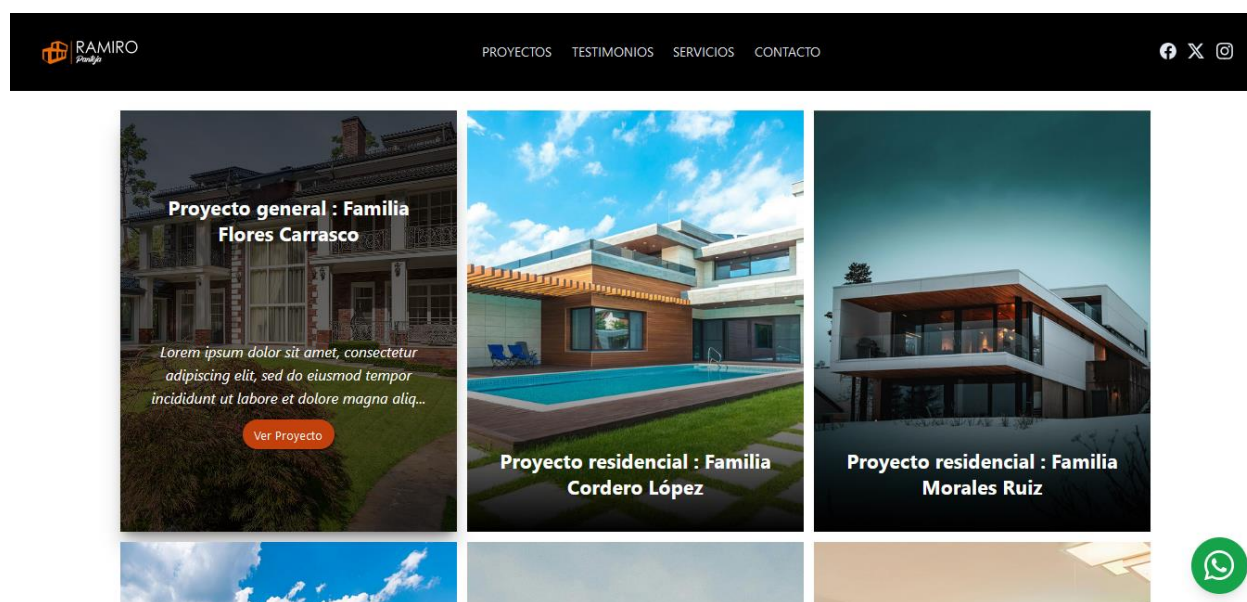 RAMIRO
Pantoja
PROYECTOS TESTIMONIOS SERVICIOS CONTACTO
Proyecto general : Familia
Flores Carrasco
Lorem ipsum dolor sit amet, consectetur
adipiscing elit, sed do eiusmod tempor
incididunt ut labore et dolore magna aliq...
Ver Proyecto
Proyecto residencial : Familia
Cordero López
Proyecto residencial : Familia
Morales Ruiz